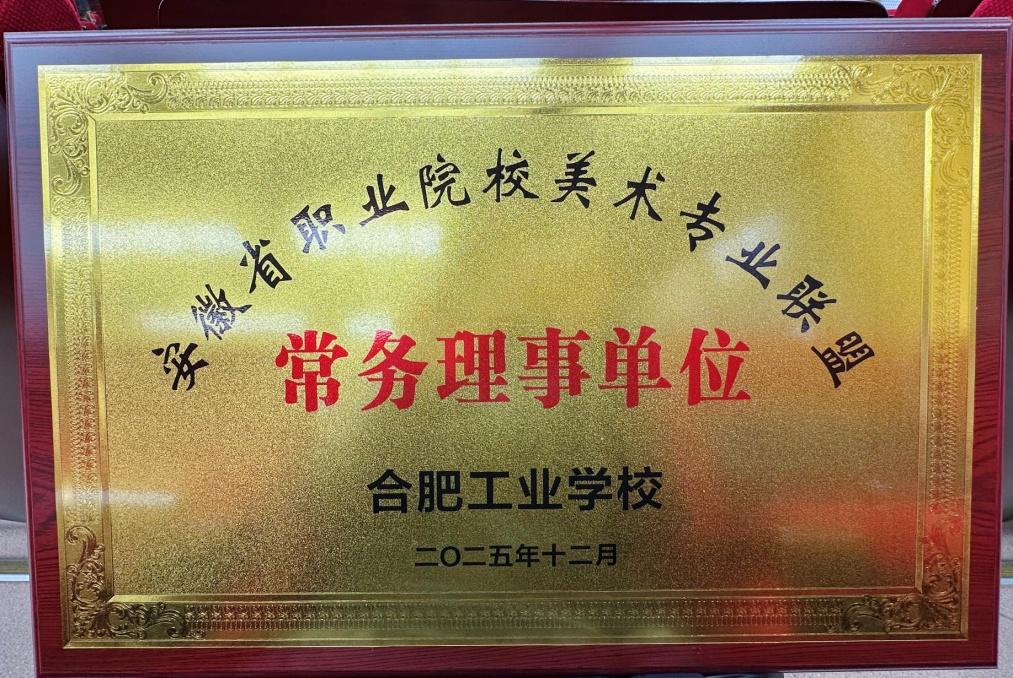 安徽省职业院校美术专业联盟
常务理事单位
合肥工业学校
二〇二五年十二月